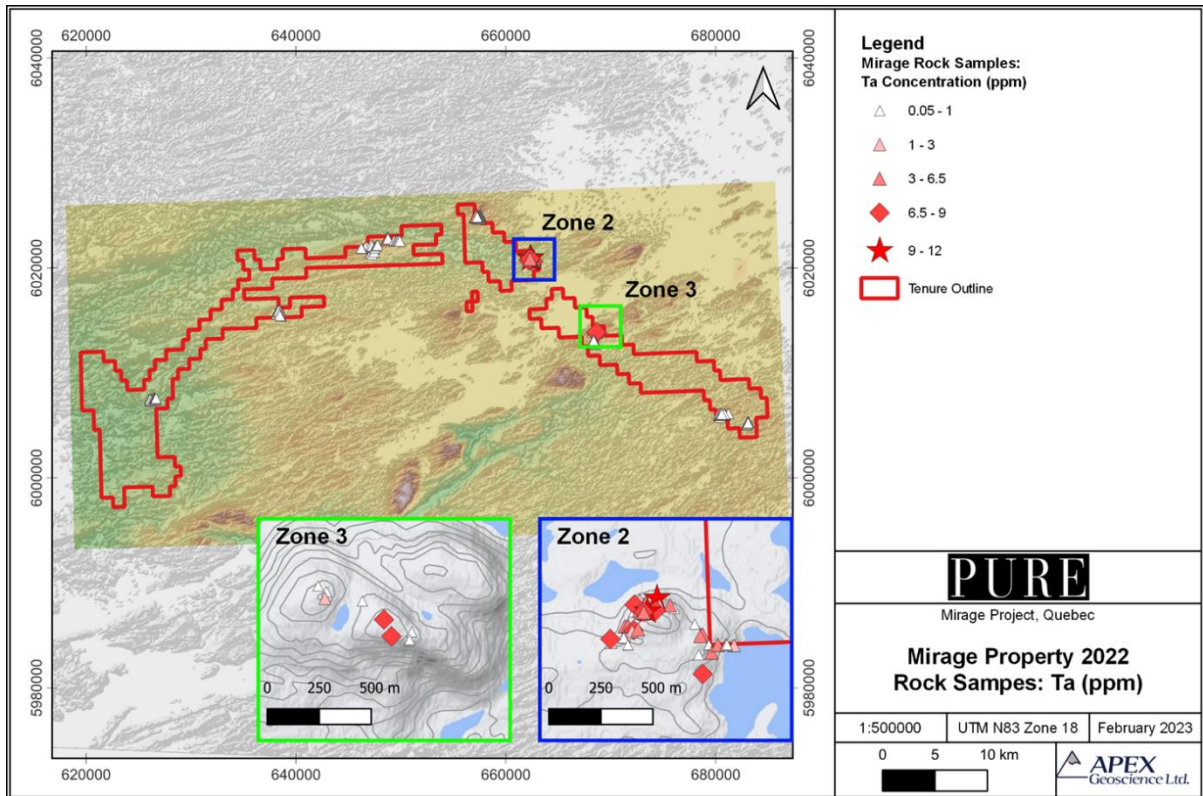 620000 640000 660000 680000
6040000 6040000
Zone 2
6020000 6020000
Zone 3
6000000 6000000
Zone 3
0 250 500 m
Zone 2
0 250 500 m
5980000 5980000
620000 640000 660000 680000
Legend
Mirage Rock Samples:
Ta Concentration (ppm)
0.05 - 1
1 - 3
3 - 6.5
6.5 - 9
9 - 12
Tenure Outline
PURE
Mirage Project, Quebec
Mirage Property 2022
Rock Sampes: Ta (ppm)
1:500000 UTM N83 Zone 18 February 2023
0 5 10 km
APEX
Geoscience Ltd.